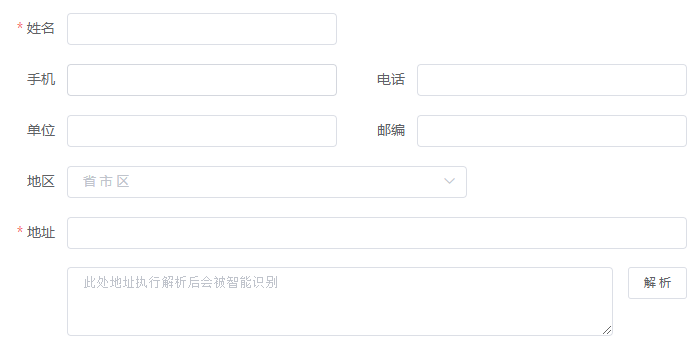 * 姓名
手机 电话
单位 邮编
地区 省 市 区
* 地址
此处地址执行解析后会被智能识别 解 析